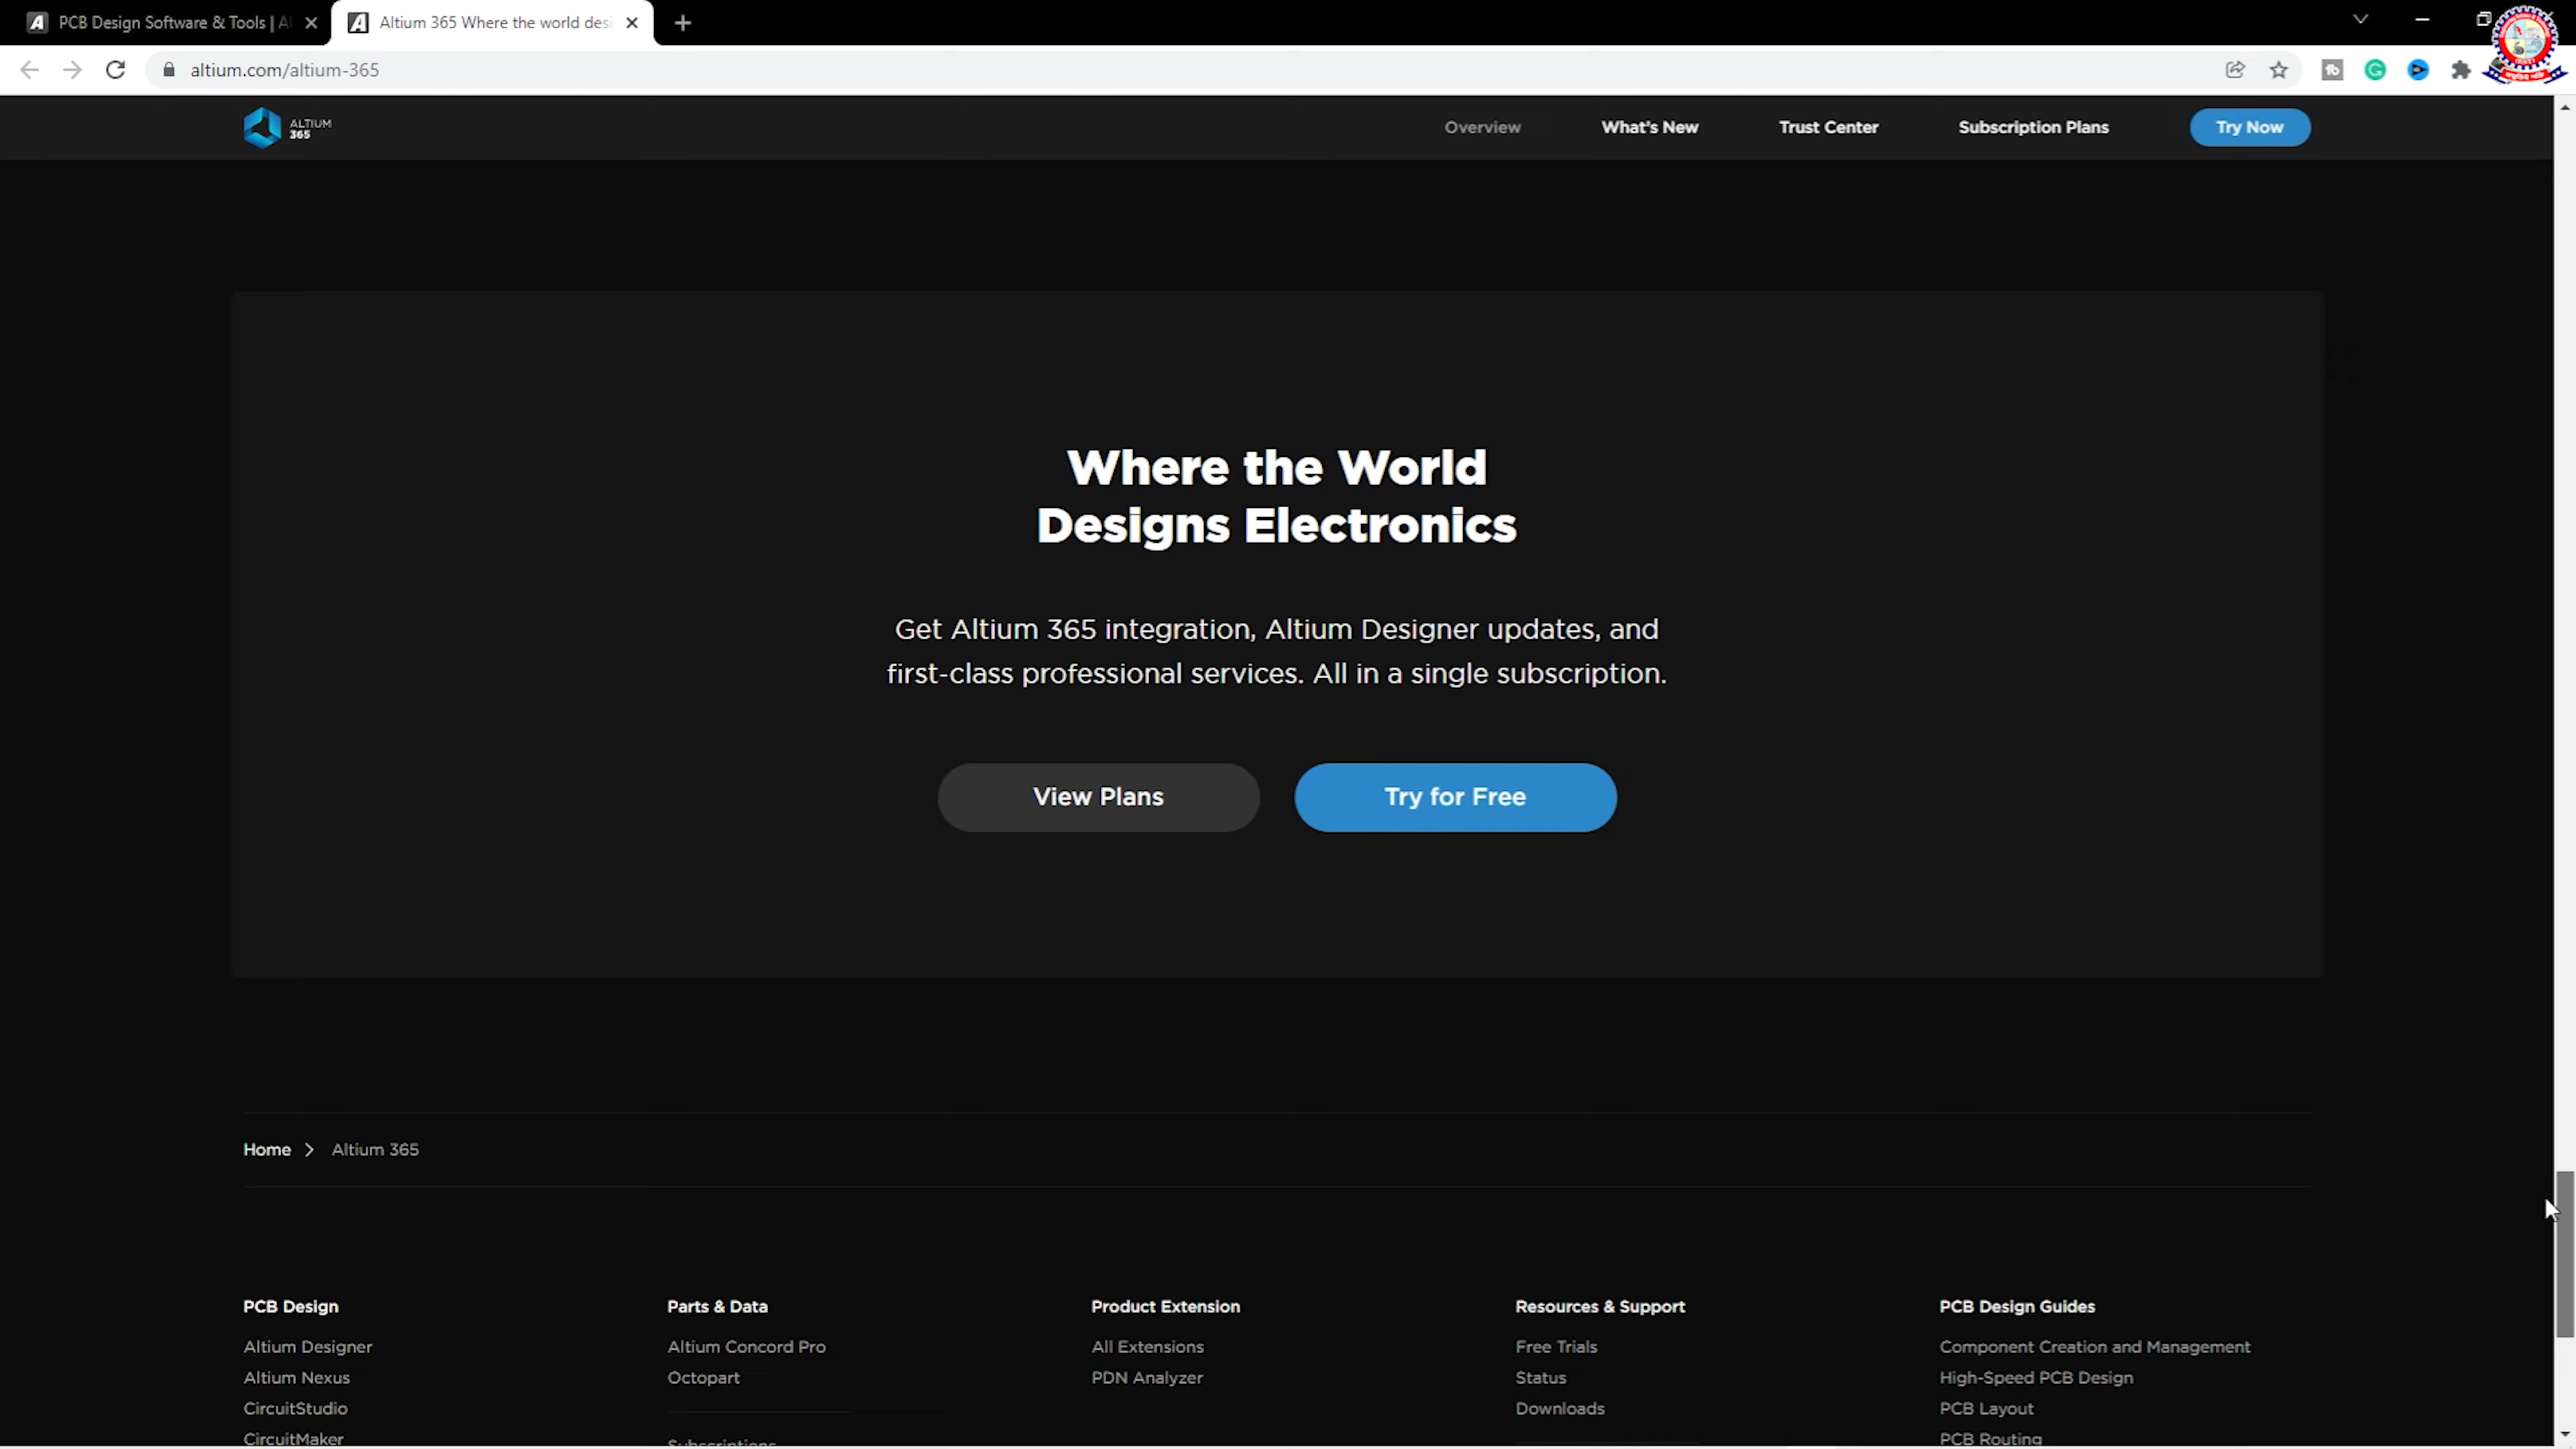 PCB Design Software & Tools | A
Altium 365 Where the world desi
altium.com/altium-365
ALTIUM
365
Overview
What's New
Trust Center
Subscription Plans
Try Now
Where the World
Designs Electronics
Get Altium 365 integration, Altium Designer updates, and
first-class professional services. All in a single subscription.
View Plans
Try for Free
Home > Altium 365
PCB Design
Altium Designer
Altium Nexus
CircuitStudio
CircuitMaker
Parts & Data
Altium Concord Pro
Octopart
Subscriptions
Product Extension
All Extensions
PDN Analyzer
Resources & Support
Free Trials
Status
Downloads
PCB Design Guides
Component Creation and Management
High-Speed PCB Design
PCB Layout
PCB Routing